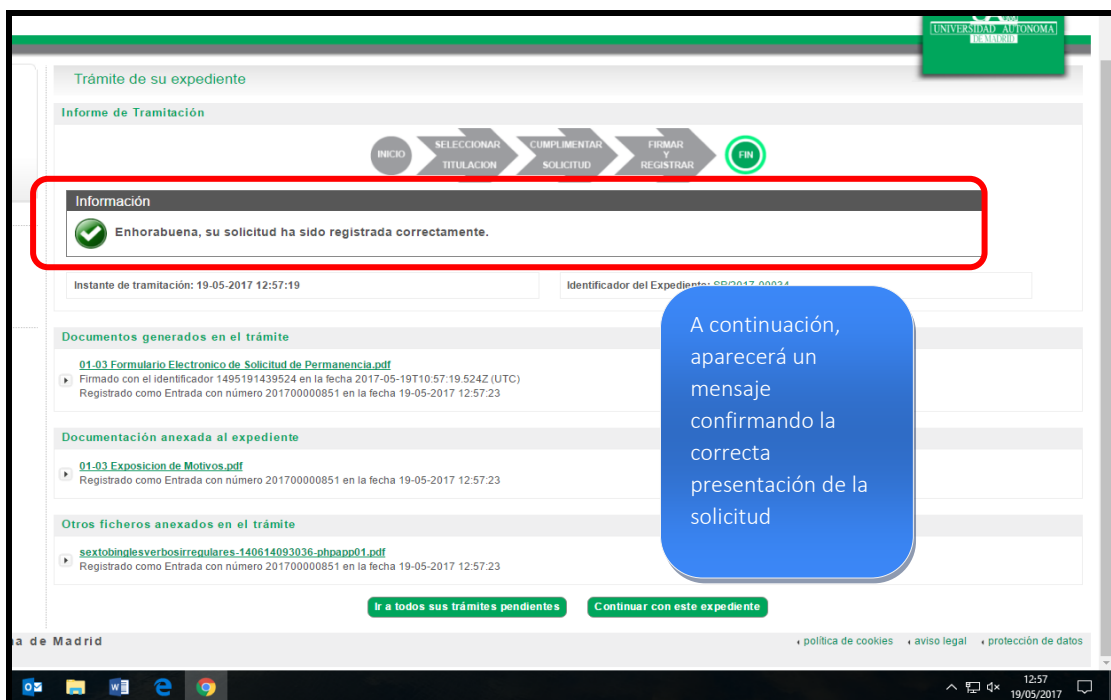 UNIVERSIDAD AUTONOMA
DE MADRID
Trámite de su expediente
Informe de Tramitación
INICIO
SELECCIONAR
TITULACION
CUMPLIMENTAR
SOLICITUD
FIRMAR
Y
REGISTRAR
FIN
Información
Enhorabuena, su solicitud ha sido registrada correctamente.
Instante de tramitación: 19-05-2017 12:57:19
Identificador del Expediente: SP/2017-00034
A continuación,
aparecerá un
mensaje
confirmando la
correcta
presentación de la
solicitud
Documentos generados en el trámite
01-03 Formulario Electronico de Solicitud de Permanencia.pdf
Firmado con el identificador 1495191439524 en la fecha 2017-05-19T10:57:19.524Z (UTC)
Registrado como Entrada con número 201700000851 en la fecha 19-05-2017 12:57:23
Documentación anexada al expediente
01-03 Exposicion de Motivos.pdf
Registrado como Entrada con número 201700000851 en la fecha 19-05-2017 12:57:23
Otros ficheros anexados en el trámite
sextobinglesverbosirregulares-140614093036-phpapp01.pdf
Registrado como Entrada con número 201700000851 en la fecha 19-05-2017 12:57:23
Ir a todos sus trámites pendientes
Continuar con este expediente
na de Madrid
política de cookies aviso legal protección de datos
12:57
19/05/2017